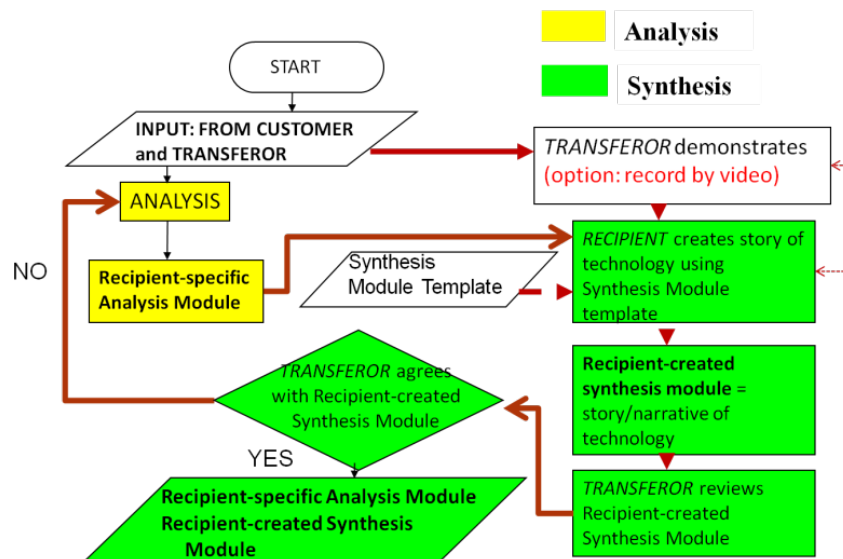 Analysis
Synthesis
START
INPUT: FROM CUSTOMER
and TRANSFEROR
TRANSFEROR demonstrates
(option: record by video)
ANALYSIS
RECIPIENT creates story of
technology using
Synthesis Module
template
NO
Recipient-specific
Analysis Module
Synthesis
Module Template
TRANSFEROR agrees
with Recipient-created
Synthesis Module
Recipient-created
synthesis module =
story/narrative of
technology
YES
TRANSFEROR reviews
Recipient-created
Synthesis Module
Recipient-specific Analysis Module
Recipient-created Synthesis
Module